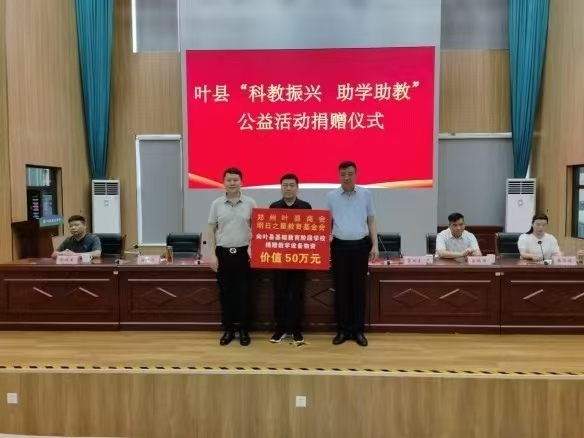 叶县“科教振兴 助学助教”
公益活动捐赠仪式
郑州叶县商会
明日之星教育基金会
向叶县基础教育阶段学校
捐赠教学设备物资
价值50万元